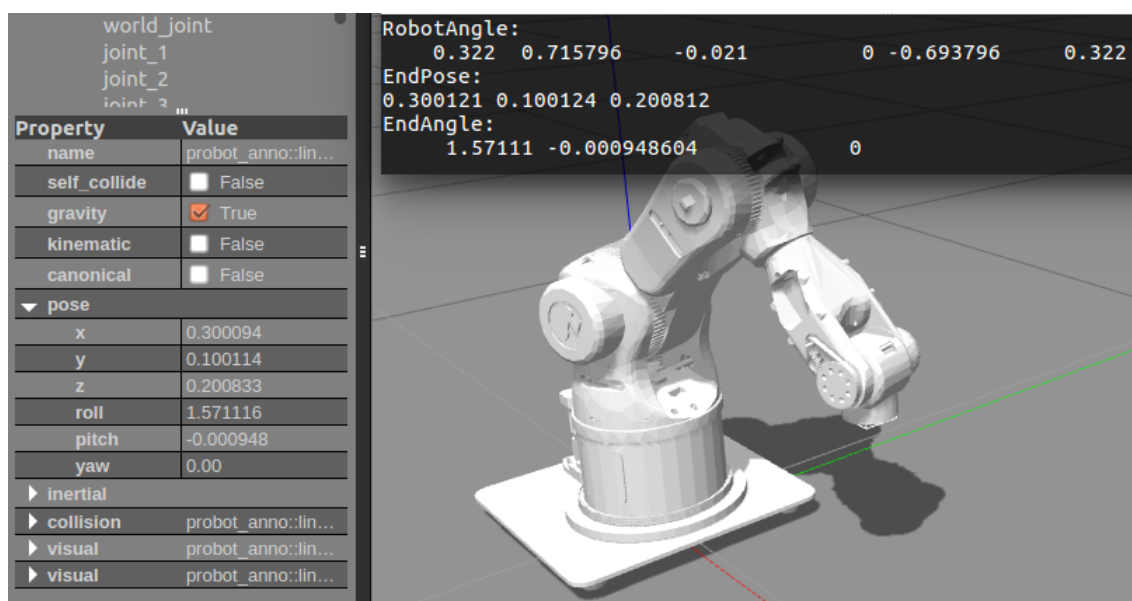 world_joint
joint_1
joint_2
joint_3
Property Value
name probot_anno::lin...
self_collide False
gravity True
kinematic False
canonical False
pose
x 0.300094
y 0.100114
z 0.200833
roll 1.571116
pitch -0.000948
yaw 0.00
inertial
collision probot_anno::lin...
visual probot_anno::lin...
visual probot_anno::lin...
RobotAngle:
0.322 0.715796 -0.021 0 -0.693796 0.322
EndPose:
0.300121 0.100124 0.200812
EndAngle:
1.57111 -0.000948604 0